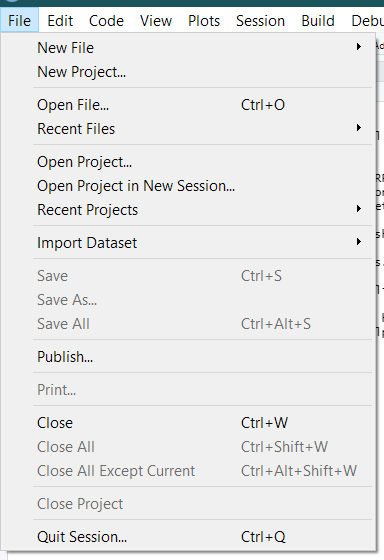 File Edit Code View Plots Session Build Debu
New File
New Project...
Open File... Ctrl+O
Recent Files
Open Project...
Open Project in New Session...
Recent Projects
Import Dataset
Save Ctrl+S
Save As...
Save All Ctrl+Alt+S
Publish...
Print...
Close Ctrl+W
Close All Ctrl+Shift+W
Close All Except Current Ctrl+Alt+Shift+W
Close Project
Quit Session... Ctrl+Q